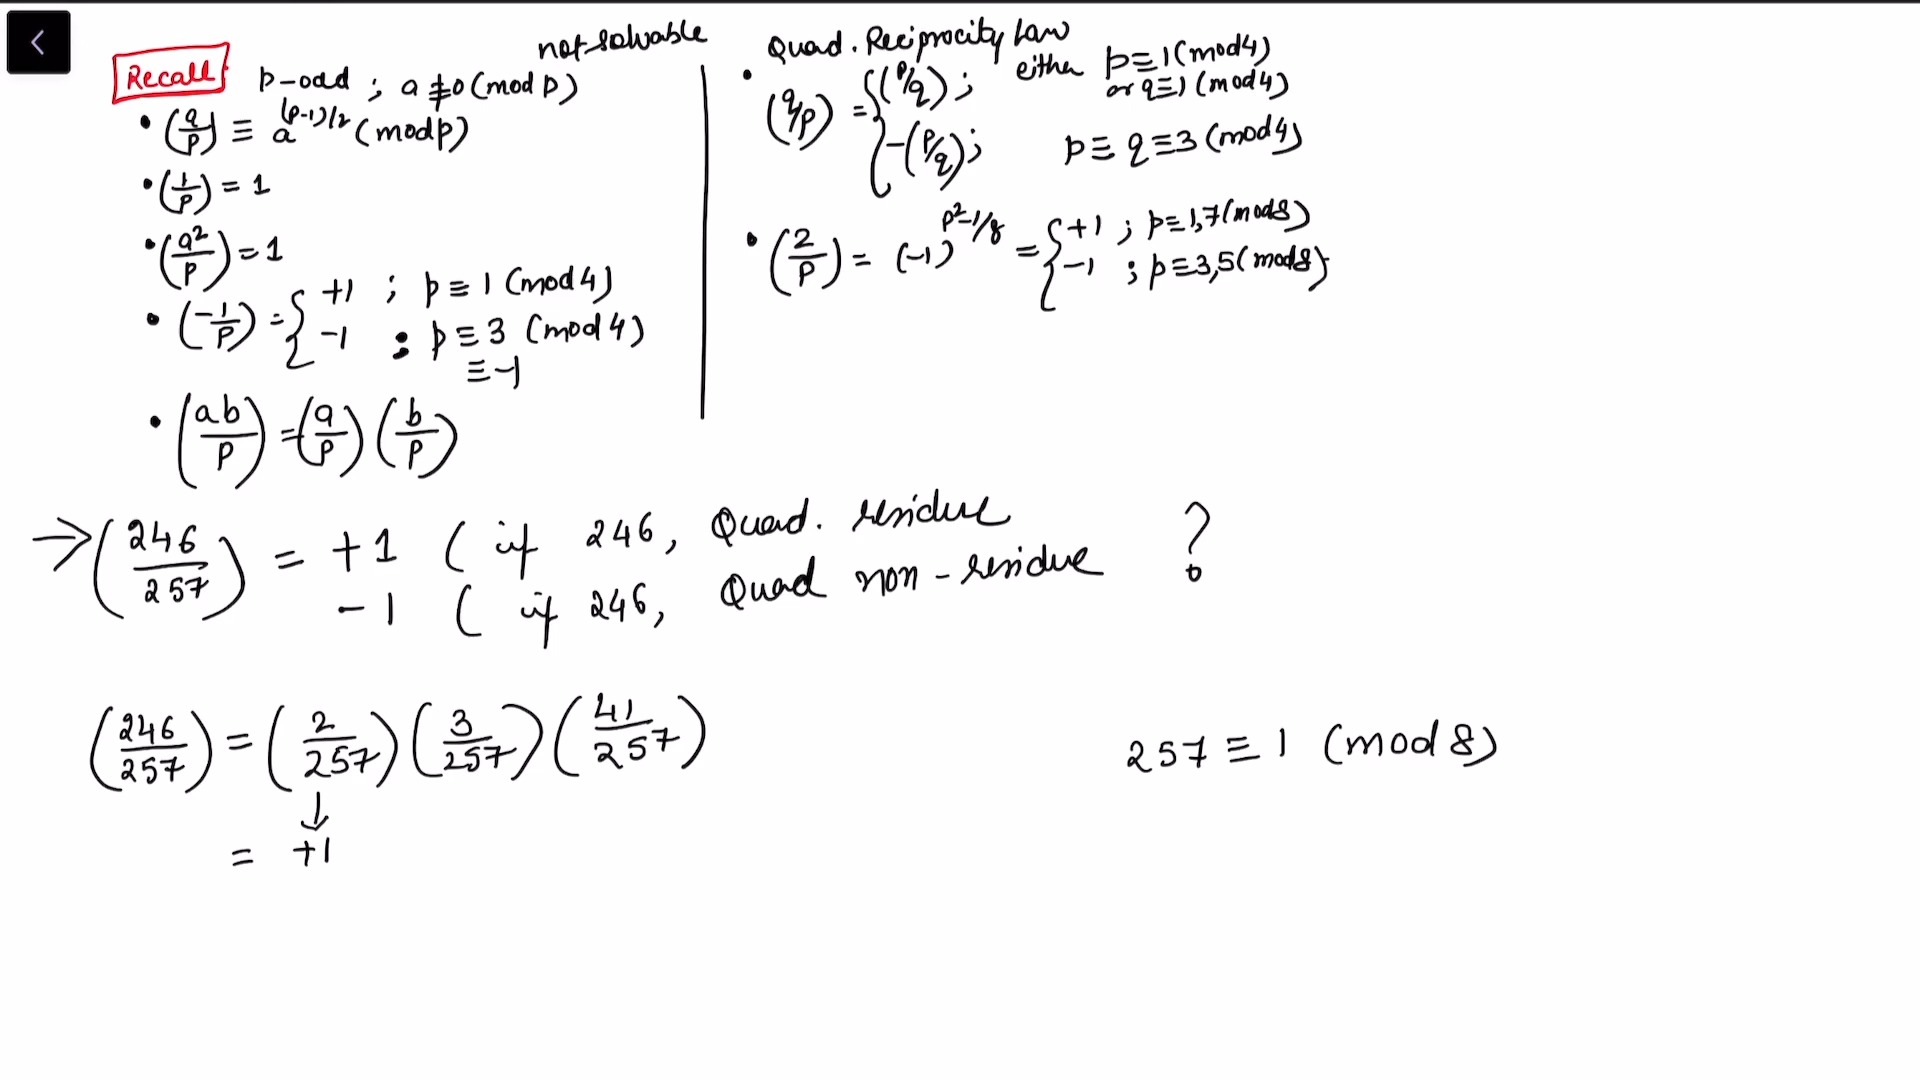 Recall p-odd ; a ≢ 0 (mod p)
not solvable
• (a/p) ≡ a^(p-1)/2 (mod p)
• (1/p) = 1
• (a²/p) = 1
• (-1/p) = { +1 ; p ≡ 1 (mod 4)
-1 ; p ≡ 3 (mod 4)
≡ -1
• (ab/p) = (a/p) (b/p)
Quad. Reciprocity Law
• (q/p) = { (p/q) ; either p ≡ 1 (mod 4)
or q ≡ 1 (mod 4)
-(p/q) ; p ≡ q ≡ 3 (mod 4)
• (2/p) = (-1)^p²-1/8 = { +1 ; p ≡ 1,7 (mod 8)
-1 ; p ≡ 3,5 (mod 8)
→ (246/257) = +1 ( if 246, Quad. residue ?
-1 ( if 246, Quad non-residue
(246/257) = (2/257) (3/257) (41/257) 257 ≡ 1 (mod 8)
↓
= +1